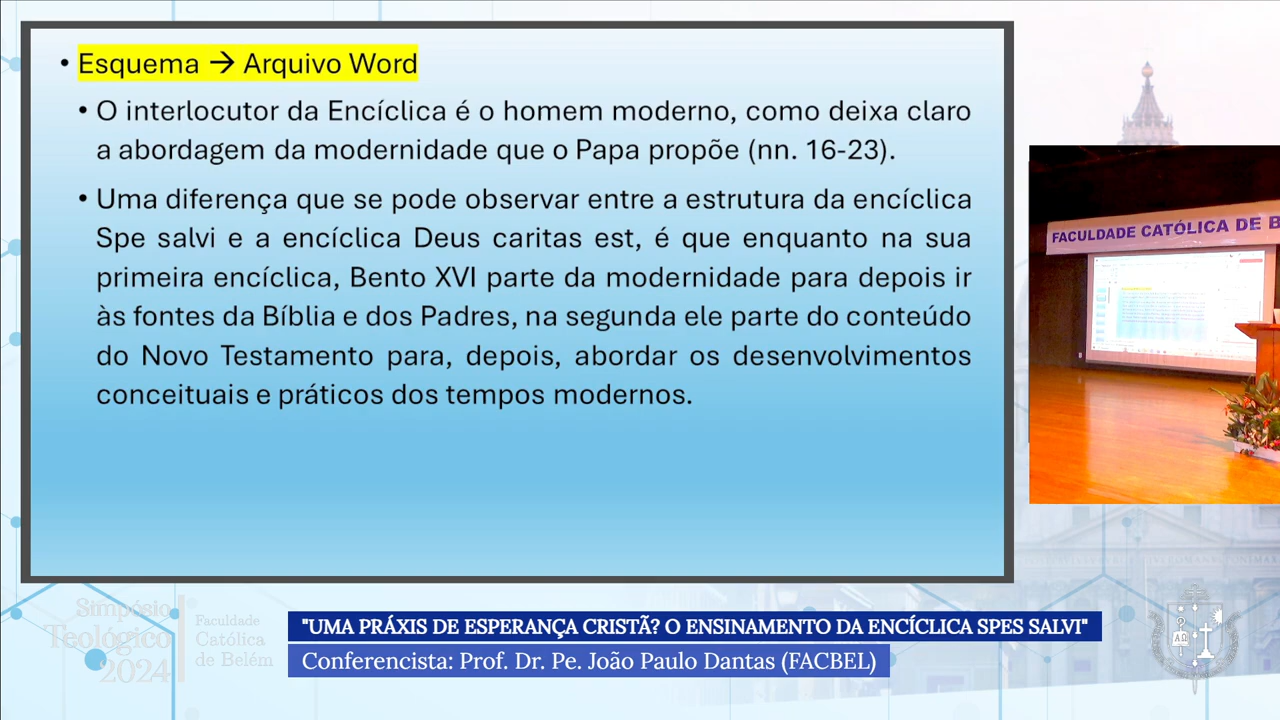 • Esquema → Arquivo Word
• O interlocutor da Encíclica é o homem moderno, como deixa claro
a abordagem da modernidade que o Papa propõe (nn. 16-23).
• Uma diferença que se pode observar entre a estrutura da encíclica
Spe salvi e a encíclica Deus caritas est, é que enquanto na sua
primeira encíclica, Bento XVI parte da modernidade para depois ir
às fontes da Bíblia e dos Padres, na segunda ele parte do conteúdo
do Novo Testamento para, depois, abordar os desenvolvimentos
conceituais e práticos dos tempos modernos.
FACULDADE CATÓLICA DE B
Simpósio
Teológico
2024
Faculdade
Católica
de Belém
"UMA PRÁXIS DE ESPERANÇA CRISTÃ? O ENSINAMENTO DA ENCÍCLICA SPES SALVI"
Conferencista: Prof. Dr. Pe. João Paulo Dantas (FACBEL)